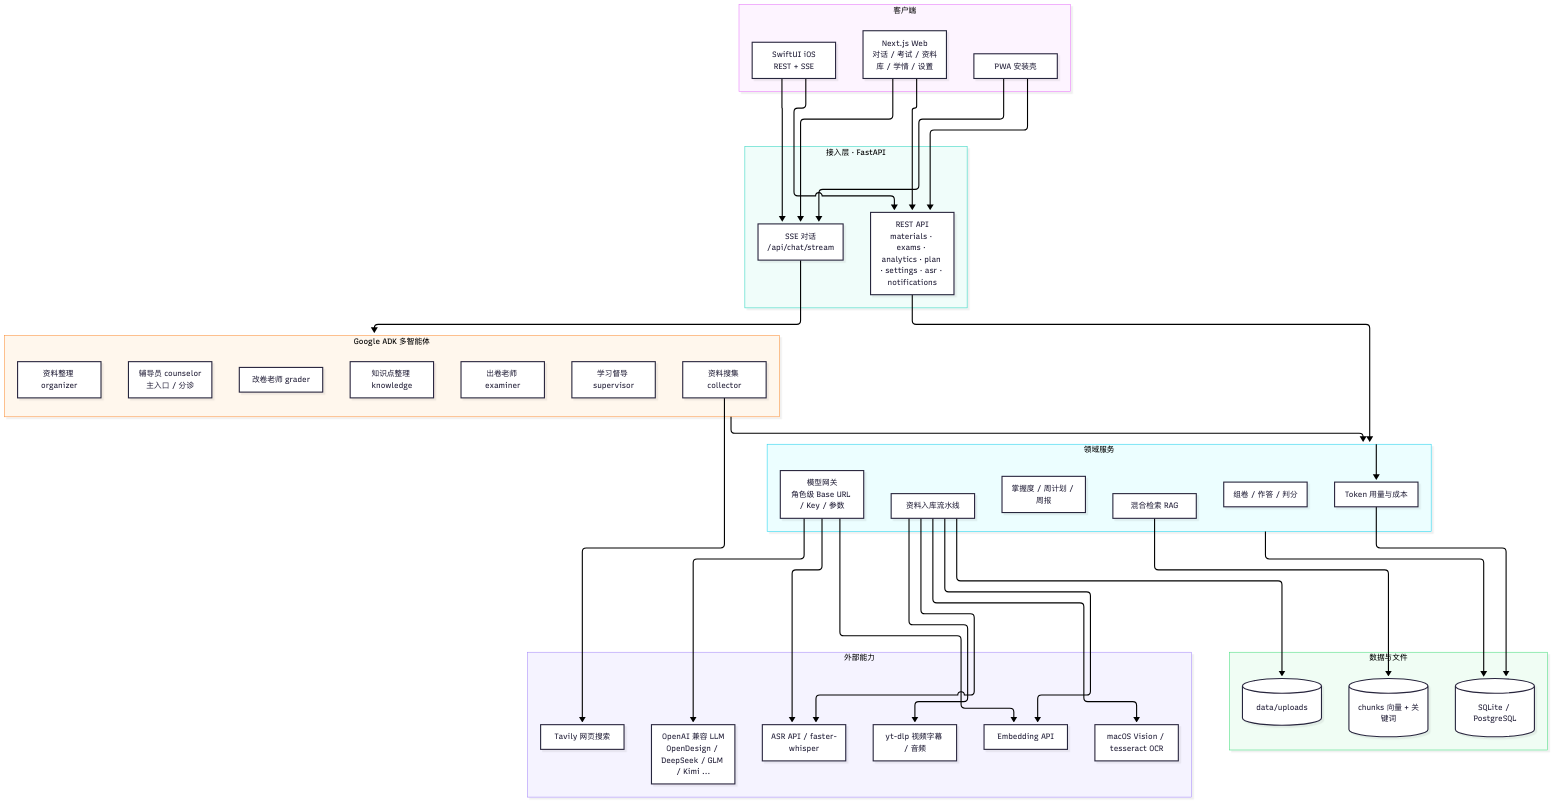 客户端
SwiftUI iOS
REST + SSE
Next.js Web
对话 / 考试 / 资料
库 / 学情 / 设置
PWA 安装壳
接入层 · FastAPI
SSE 对话
/api/chat/stream
REST API
materials ·
exams ·
analytics · plan
· settings · asr ·
notifications
Google ADK 多智能体
资料整理
organizer
辅导员 counselor
主入口 / 分诊
改卷老师 grader
知识点整理
knowledge
出卷老师
examiner
学习督导
supervisor
资料搜集
collector
领域服务
模型网关
角色级 Base URL
/ Key / 参数
资料入库流水线
掌握度 / 周计划 /
周报
混合检索 RAG
组卷 / 作答 / 判分
Token 用量与成本
外部能力
Tavily 网页搜索
OpenAI 兼容 LLM
OpenDesign /
DeepSeek / GLM
/ Kimi ...
ASR API / faster-
whisper
yt-dlp 视频字幕
/ 音频
Embedding API
macOS Vision /
tesseract OCR
数据与文件
data/uploads
chunks 向量 + 关
键词
SQLite /
PostgreSQL